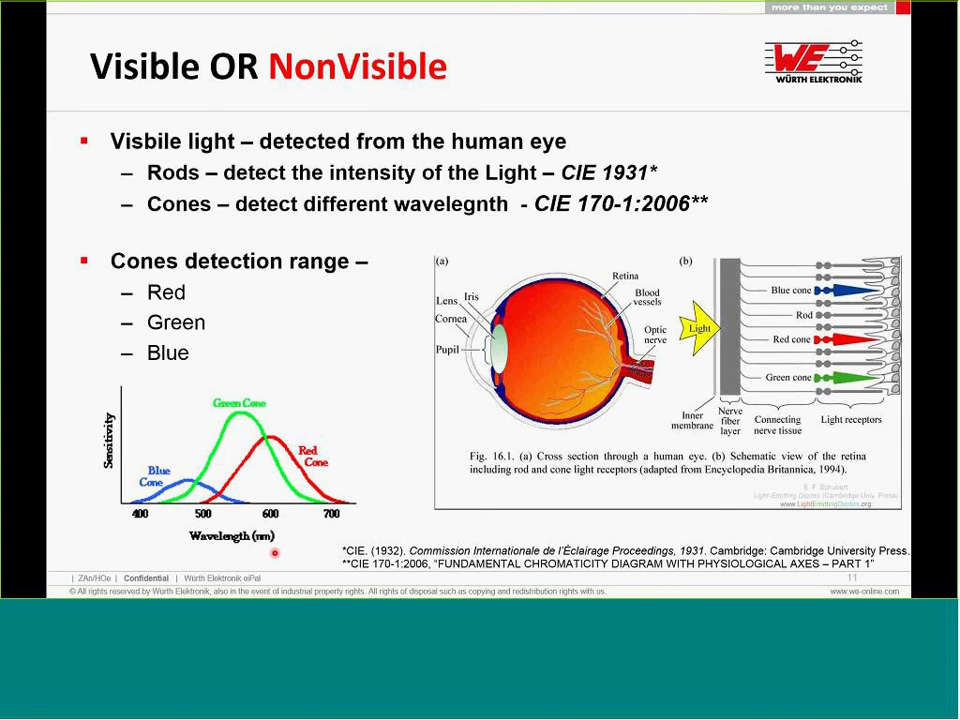 more than you expect
Visible OR NonVisible
WE
WÜRTH ELEKTRONIK
Visbile light – detected from the human eye
– Rods – detect the intensity of the Light – CIE 1931*
– Cones – detect different wavelegnth - CIE 170-1:2006**
Cones detection range –
– Red
– Green
– Blue
Sensitivity
Green Cone
Blue
Cone
Red
Cone
400 500 600 700
Wavelength (nm)
(a)
Lens
Iris
Cornea
Pupil
Retina
Blood
vessels
Optic
nerve
(b)
Light
Blue cone
Rod
Red cone
Green cone
Inner
membrane
Nerve
fiber
layer
Connecting
nerve tissue
Light receptors
Fig. 16.1. (a) Cross section through a human eye. (b) Schematic view of the retina
including rod and cone light receptors (adapted from Encyclopedia Britannica, 1994).
E. F. Schubert
Light-Emitting Diodes (Cambridge Univ. Press)
www.LightEmittingDiodes.org
*CIE. (1932). Commission Internationale de l'Éclairage Proceedings, 1931. Cambridge: Cambridge University Press.
**CIE 170-1:2006, “FUNDAMENTAL CHROMATICITY DIAGRAM WITH PHYSIOLOGICAL AXES – PART 1”
| ZAn/HOe | Confidential | Würth Elektronik eiPal
11
© All rights reserved by Würth Elektronik, also in the event of industrial property rights. All rights of disposal such as copying and redistribution rights with us.
www.we-online.com